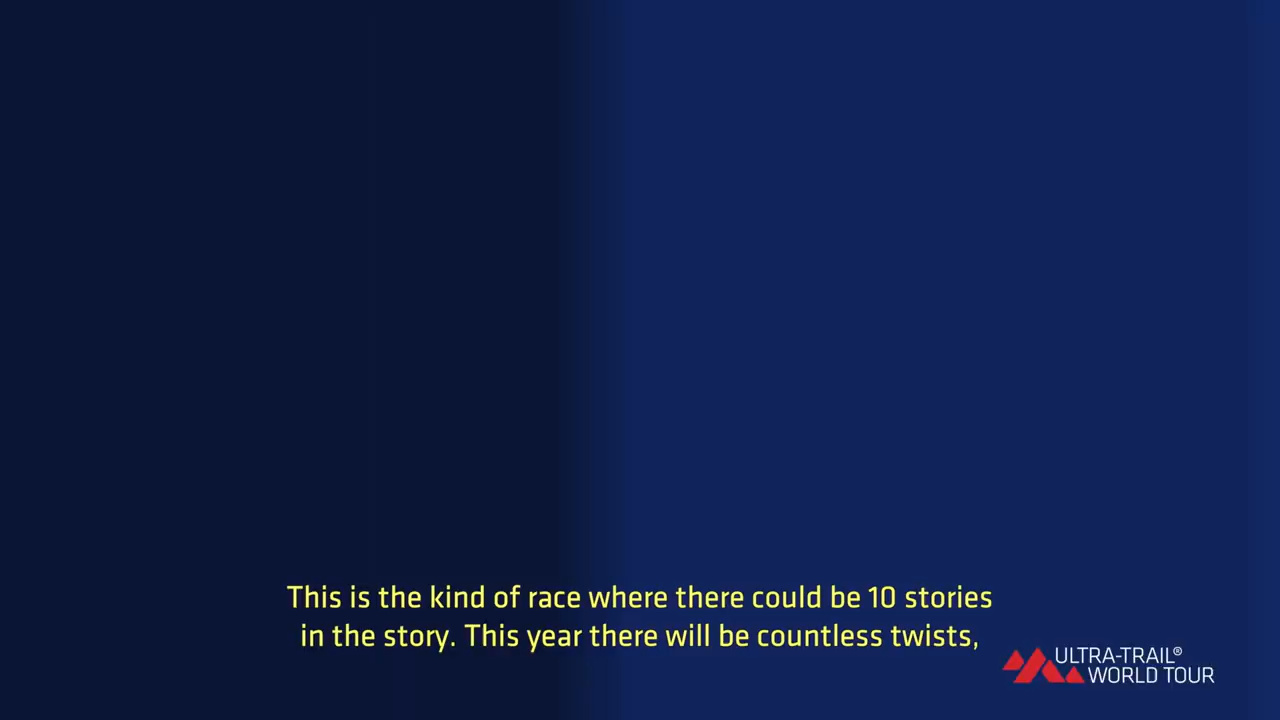 This is the kind of race where there could be 10 stories
in the story. This year there will be countless twists,
ULTRA-TRAIL®
WORLD TOUR